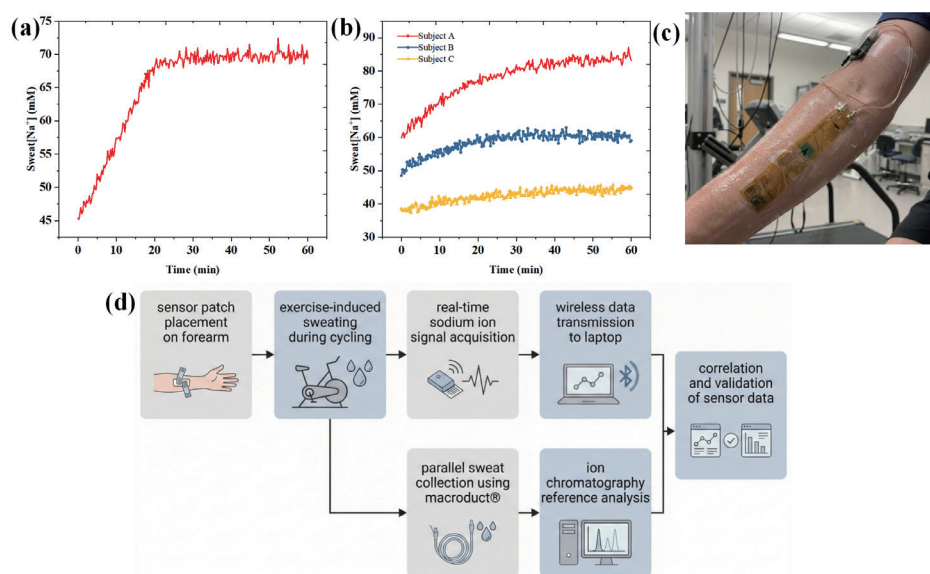 (a)
75
70
65
60
55
50
45
Sweat[Na⁺] (mM)
0 10 20 30 40 50 60
Time (min)
(b)
Subject A
Subject B
Subject C
90
80
70
60
50
40
30
Sweat[Na⁺] (mM)
0 10 20 30 40 50 60
Time (min)
(c)
(d)
sensor patch
placement
on forearm
exercise-induced
sweating
during cycling
real-time
sodium ion
signal acquisition
wireless data
transmission
to laptop
correlation
and validation
of sensor data
parallel sweat
collection using
macroduct®
ion
chromatography
reference analysis